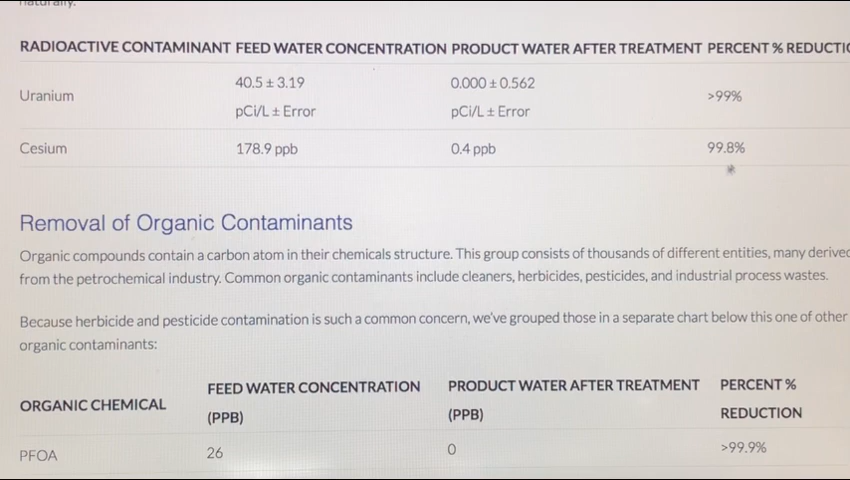 naturally.
RADIOACTIVE CONTAMINANT FEED WATER CONCENTRATION PRODUCT WATER AFTER TREATMENT PERCENT % REDUCTIO
Uranium
40.5 ± 3.19
pCi/L ± Error
0.000 ± 0.562
pCi/L ± Error
>99%
Cesium 178.9 ppb 0.4 ppb 99.8%
Removal of Organic Contaminants
Organic compounds contain a carbon atom in their chemicals structure. This group consists of thousands of different entities, many derived
from the petrochemical industry. Common organic contaminants include cleaners, herbicides, pesticides, and industrial process wastes.
Because herbicide and pesticide contamination is such a common concern, we've grouped those in a separate chart below this one of other
organic contaminants:
ORGANIC CHEMICAL
FEED WATER CONCENTRATION
(PPB)
PRODUCT WATER AFTER TREATMENT
(PPB)
PERCENT %
REDUCTION
PFOA 26 0 >99.9%